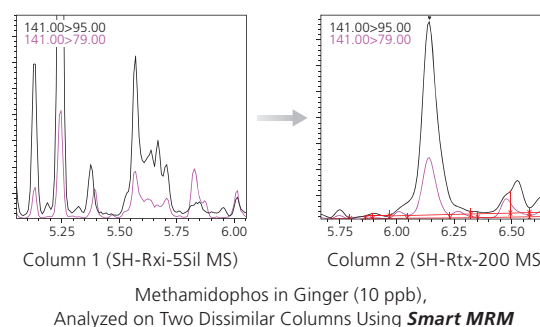 141.00>95.00
141.00>79.00
141.00>95.00
141.00>79.00
5.25 5.50 5.75 6.00
5.75 6.00 6.25 6.50
Column 1 (SH-Rxi-5Sil MS)
Column 2 (SH-Rtx-200 MS
Methamidophos in Ginger (10 ppb),
Analyzed on Two Dissimilar Columns Using Smart MRM